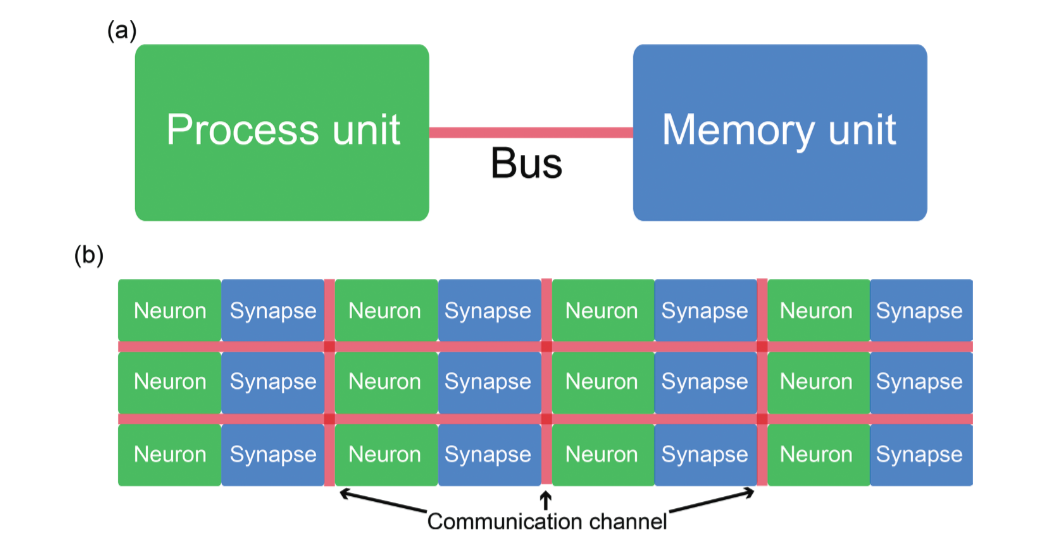 (a)
Process unit
Bus
Memory unit
(b)
Neuron Synapse Neuron Synapse Neuron Synapse Neuron Synapse
Neuron Synapse Neuron Synapse Neuron Synapse Neuron Synapse
Neuron Synapse Neuron Synapse Neuron Synapse Neuron Synapse
Communication channel